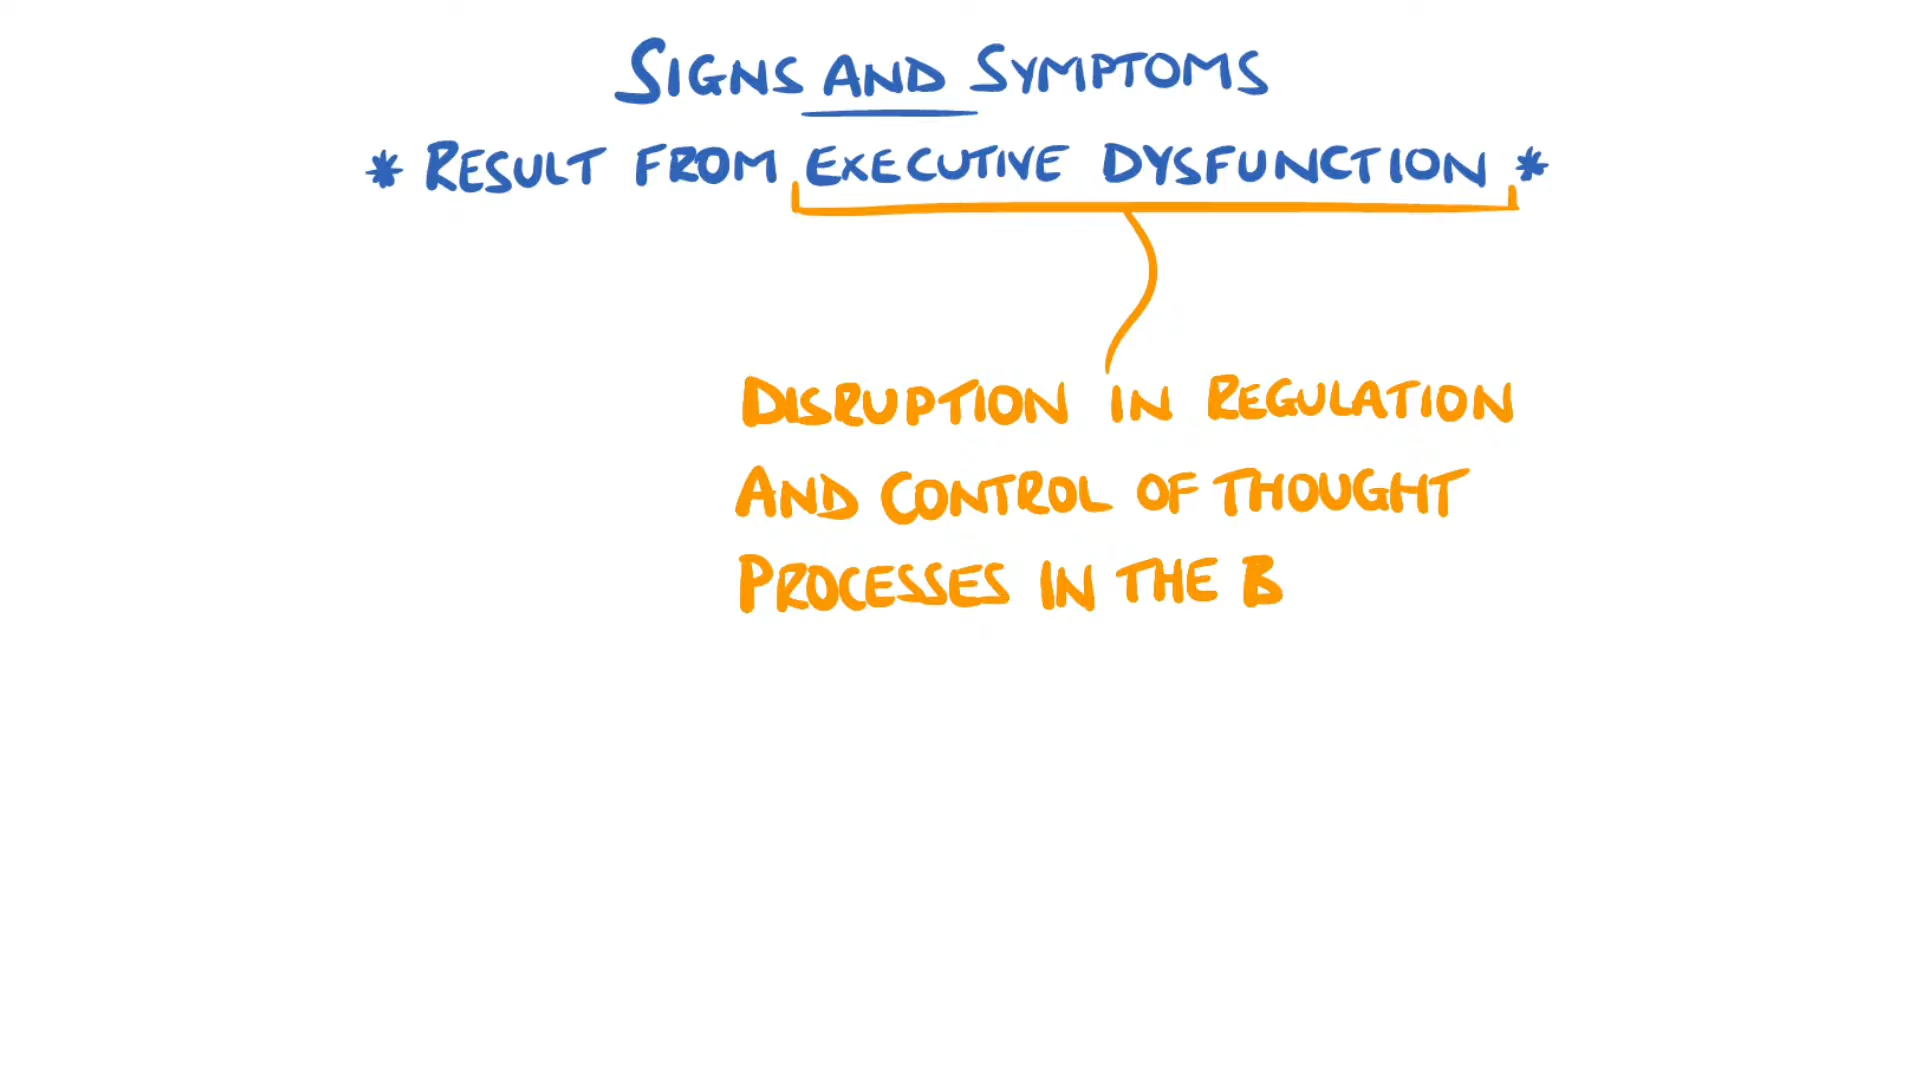 SIGNS AND SYMPTOMS
* RESULT FROM EXECUTIVE DYSFUNCTION *
DISRUPTION IN REGULATION
AND CONTROL OF THOUGHT
PROCESSES IN THE B